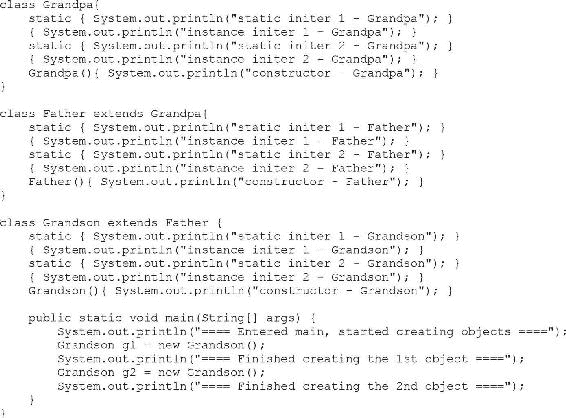 class Grandpa{
    static { System.out.println("static initer 1 - Grandpa"); }
    { System.out.println("instance initer 1 - Grandpa"); }
    static { System.out.println("static initer 2 - Grandpa"); }
    { System.out.println("instance initer 2 - Grandpa"); }
    Grandpa(){ System.out.println("constructor - Grandpa"); }
}

class Father extends Grandpa{
    static { System.out.println("static initer 1 - Father"); }
    { System.out.println("instance initer 1 - Father"); }
    static { System.out.println("static initer 2 - Father"); }
    { System.out.println("instance initer 2 - Father"); }
    Father(){ System.out.println("constructor - Father"); }
}

class Grandson extends Father {
    static { System.out.println("static initer 1 - Grandson"); }
    { System.out.println("instance initer 1 - Grandson"); }
    static { System.out.println("static initer 2 - Grandson"); }
    { System.out.println("instance initer 2 - Grandson"); }
    Grandson(){ System.out.println("constructor - Grandson"); }

    public static void main(String[] args) {
        System.out.println("==== Entered main, started creating objects ====");
        Grandson g1 = new Grandson();
        System.out.println("==== Finished creating the 1st object ====");
        Grandson g2 = new Grandson();
        System.out.println("==== Finished creating the 2nd object ====");
    }
}